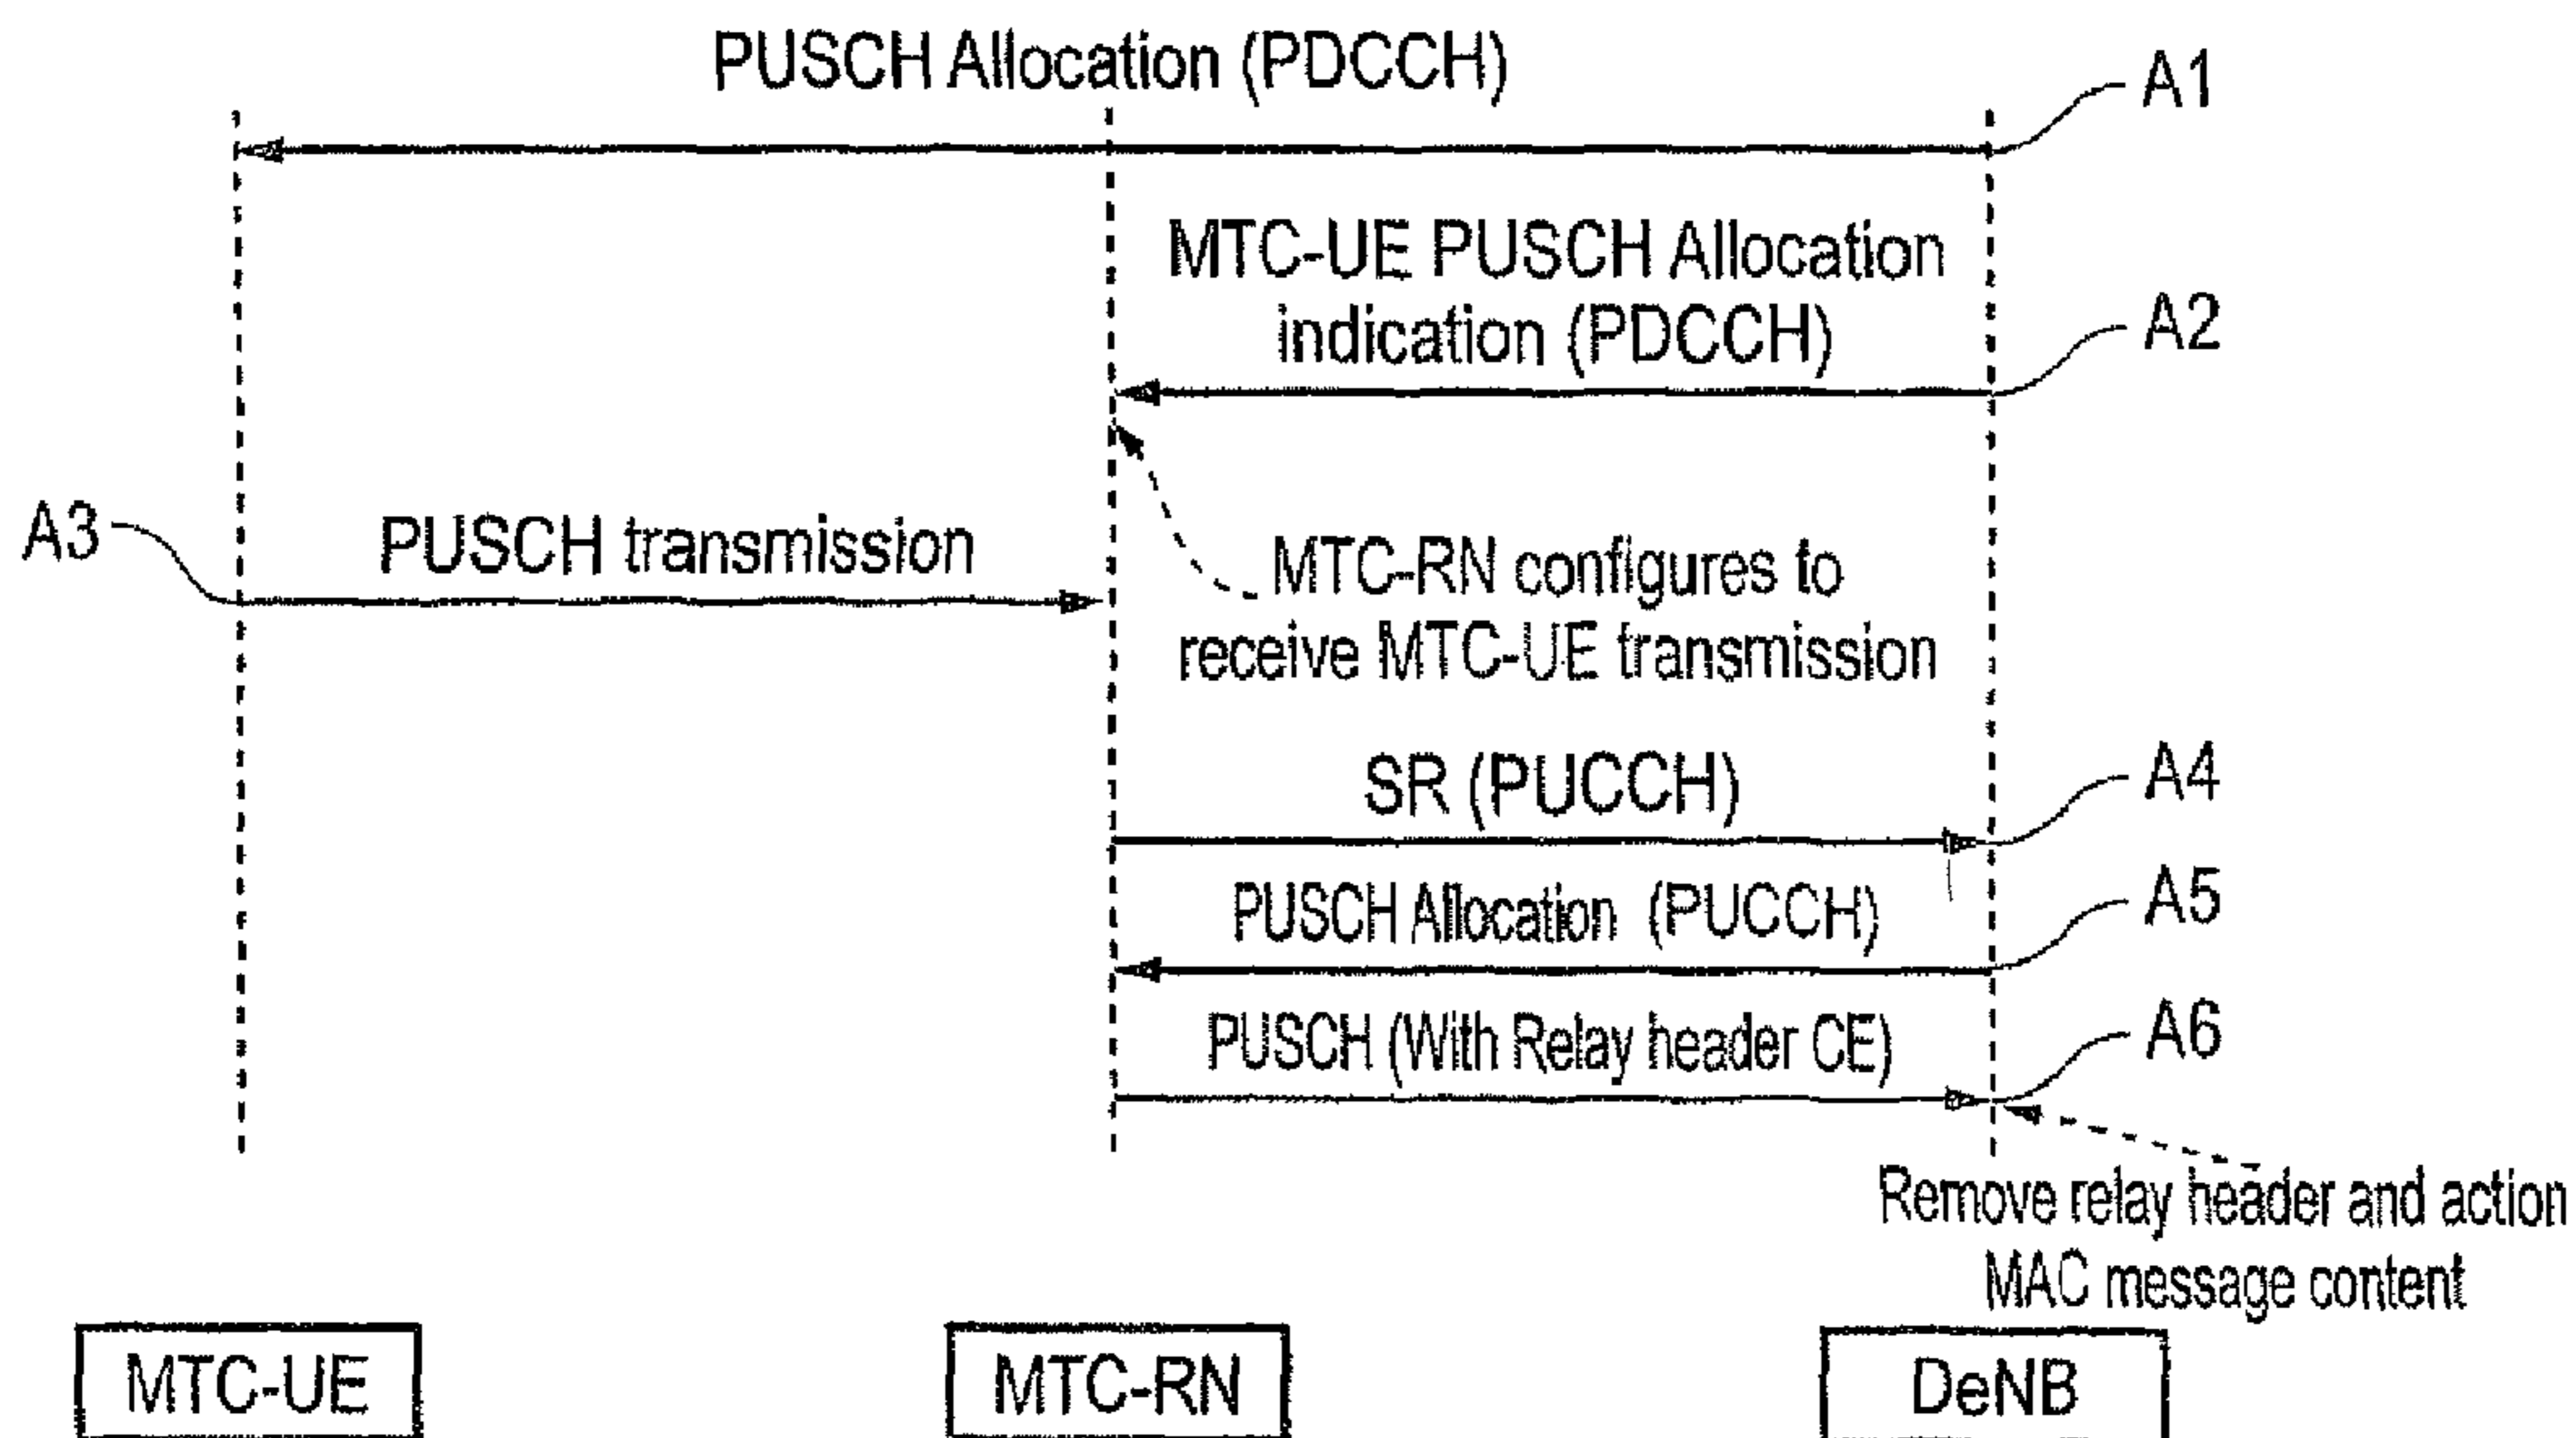 PUSCH Allocation (PDCCH)
A1
MTC-UE PUSCH Allocation
indication (PDCCH)
A2
A3
PUSCH transmission
MTC-RN configures to
receive MTC-UE transmission
SR (PUCCH)
A4
PUSCH Allocation (PUCCH)
A5
PUSCH (With Relay header CE)
A6
Remove relay header and action
MAC message content
MTC-UE
MTC-RN
DeNB